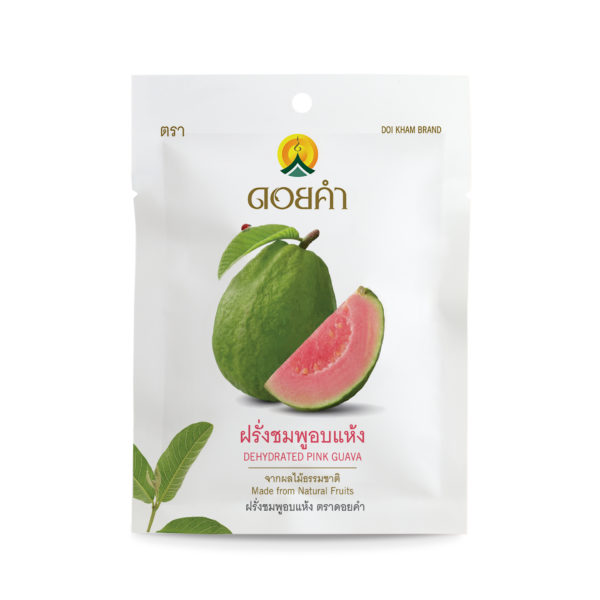 ตรา
DOI KHAM BRAND
ดอยคำ
ฝรั่งชมพูอบแห้ง
DEHYDRATED PINK GUAVA
จากผลไม้ธรรมชาติ
Made from Natural Fruits
ฝรั่งชมพูอบแห้ง ตราดอยคำ